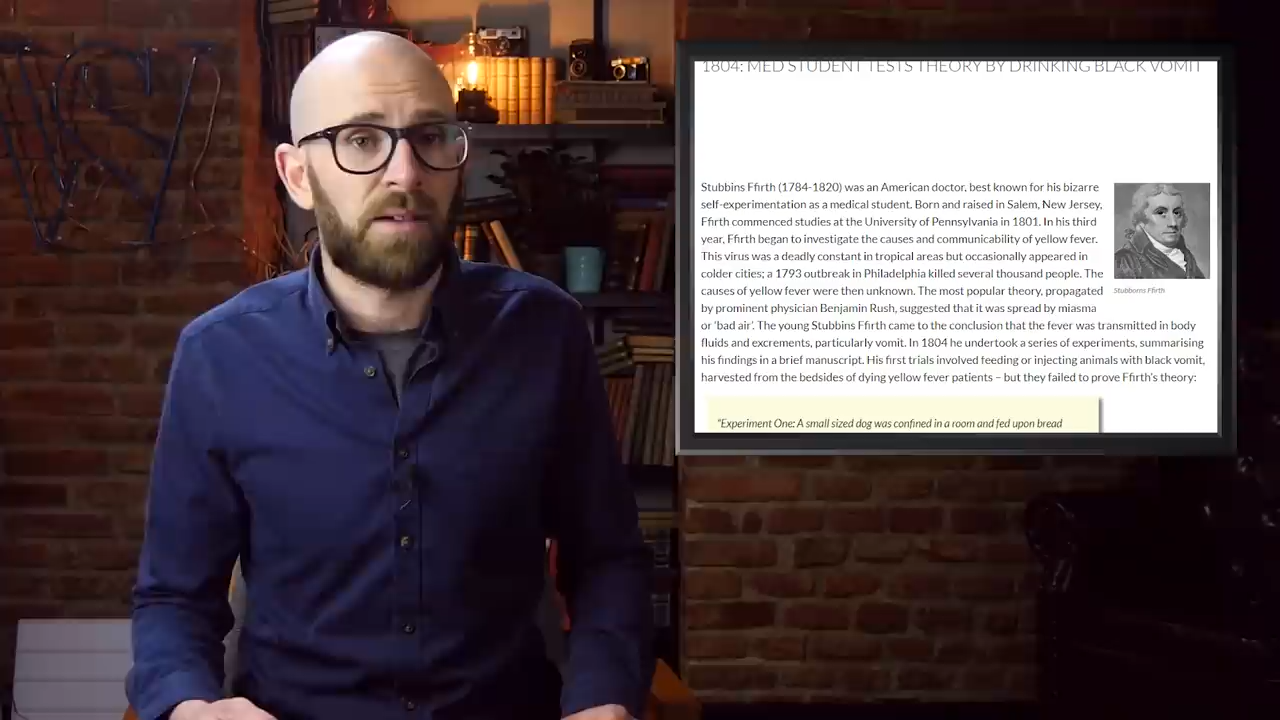 1804: MED STUDENT TESTS THEORY BY DRINKING BLACK VOMIT
Stubbins Ffirth (1784-1820) was an American doctor, best known for his bizarre
self-experimentation as a medical student. Born and raised in Salem, New Jersey,
Ffirth commenced studies at the University of Pennsylvania in 1801. In his third
year, Ffirth began to investigate the causes and communicability of yellow fever.
This virus was a deadly constant in tropical areas but occasionally appeared in
colder cities; a 1793 outbreak in Philadelphia killed several thousand people. The
causes of yellow fever were then unknown. The most popular theory, propagated
by prominent physician Benjamin Rush, suggested that it was spread by miasma
or 'bad air'. The young Stubbins Ffirth came to the conclusion that the fever was transmitted in body
fluids and excrements, particularly vomit. In 1804 he undertook a series of experiments, summarising
his findings in a brief manuscript. His first trials involved feeding or injecting animals with black vomit,
harvested from the bedsides of dying yellow fever patients – but they failed to prove Ffirth's theory:
Stubborns Ffirth
"Experiment One: A small sized dog was confined in a room and fed upon bread